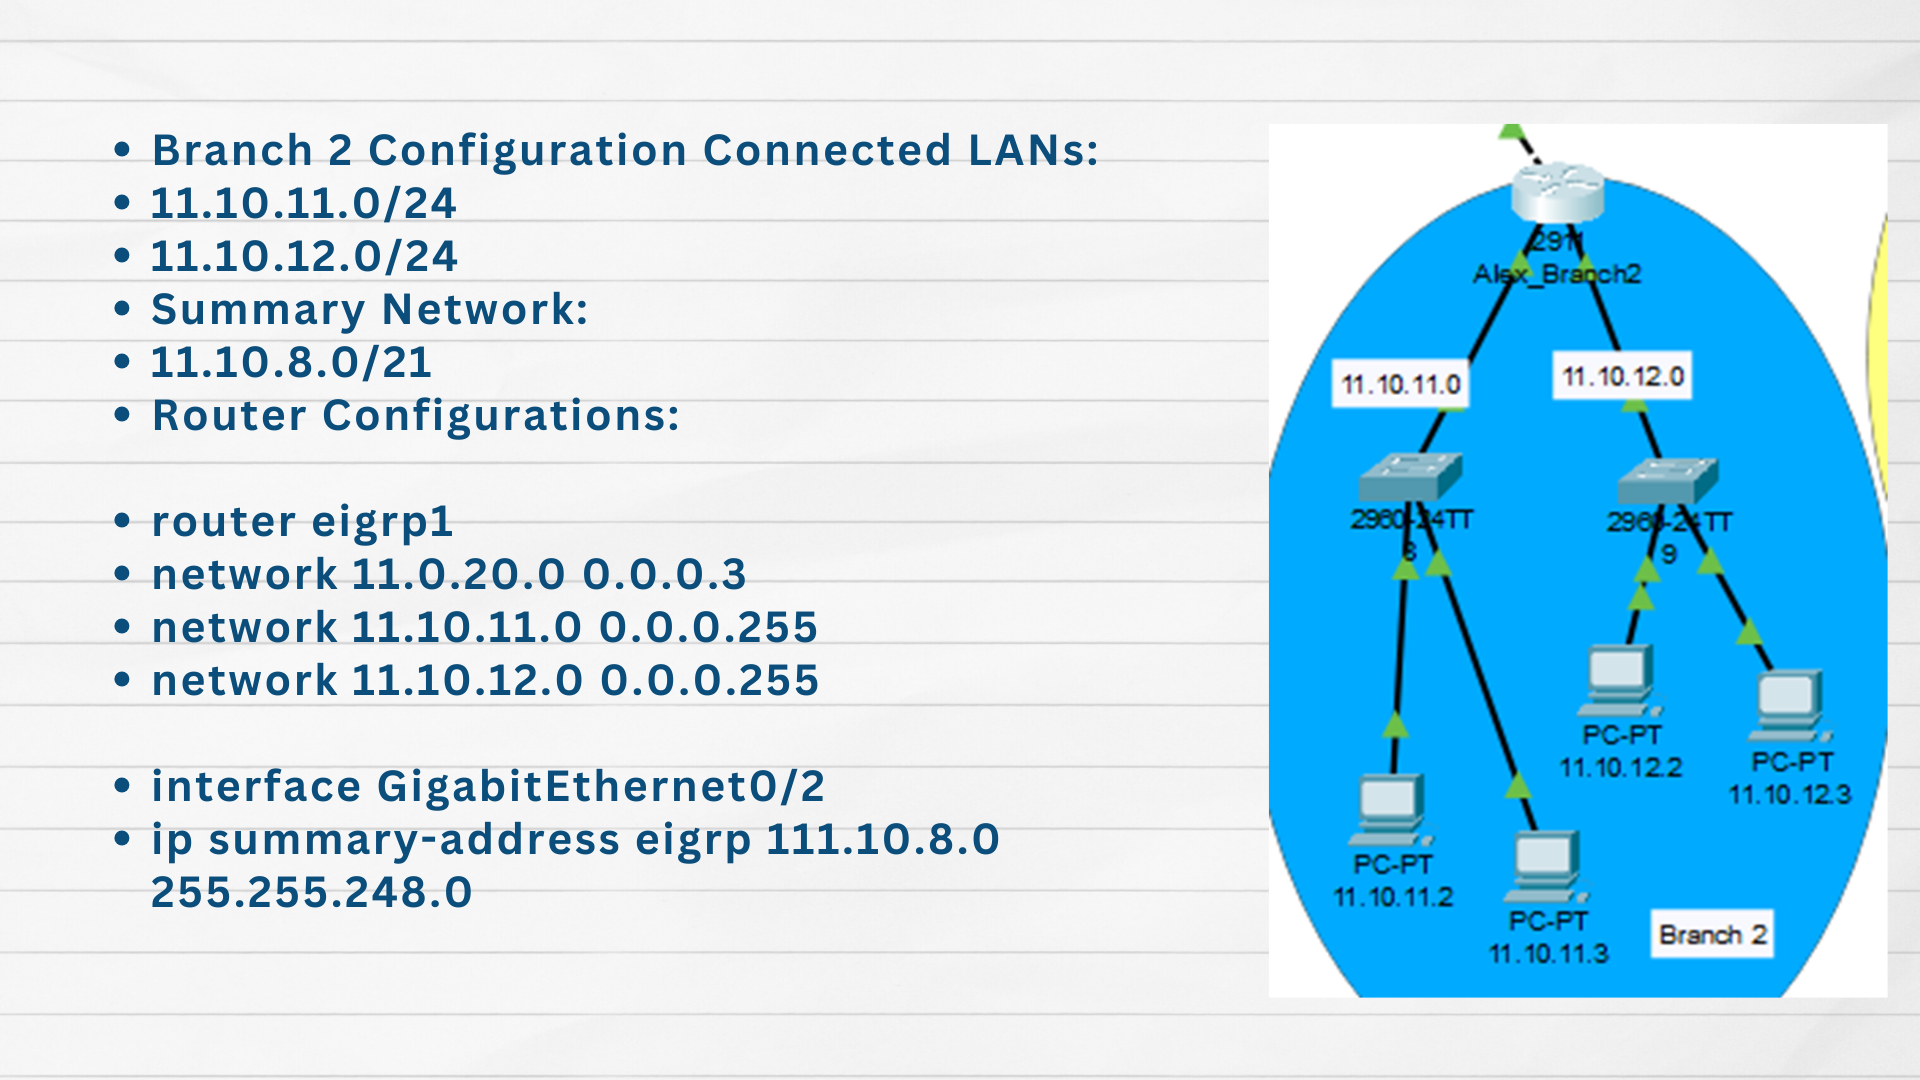 • Branch 2 Configuration Connected LANs:
• 11.10.11.0/24
• 11.10.12.0/24
• Summary Network:
• 11.10.8.0/21
• Router Configurations:
• router eigrp1
• network 11.0.20.0 0.0.0.3
• network 11.10.11.0 0.0.0.255
• network 11.10.12.0 0.0.0.255
• interface GigabitEthernet0/2
• ip summary-address eigrp 111.10.8.0
255.255.248.0
2911
Alex_Branch2
11.10.11.0
11.10.12.0
2960-24TT
8
2960-24TT
9
PC-PT
11.10.12.2
PC-PT
11.10.12.3
PC-PT
11.10.11.2
PC-PT
11.10.11.3
Branch 2